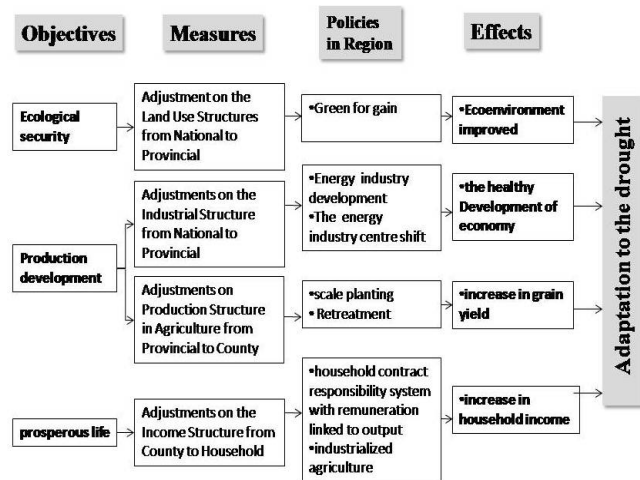 Objectives
Measures
Policies
in Region
Effects
Ecological
security
Adjustment on the
Land Use Structures
from National to
Provincial
•Green for gain
•Ecoenvironment
improved
Production
development
Adjustments on the
Industrial Structure
from National to
Provincial
•Energy industry
development
•The energy
industry centre shift
•the healthy
Development of
economy
Adjustments on
Production Structure
in Agriculture from
Provincial to County
•scale planting
• Retreatment
•increase in grain
yield
prosperous life
Adjustments on the
Income Structure from
County to Household
•household contract
responsibility system
with remuneration
linked to output
•industrialized
agriculture
•increase in
household income
Adaptation to the drought